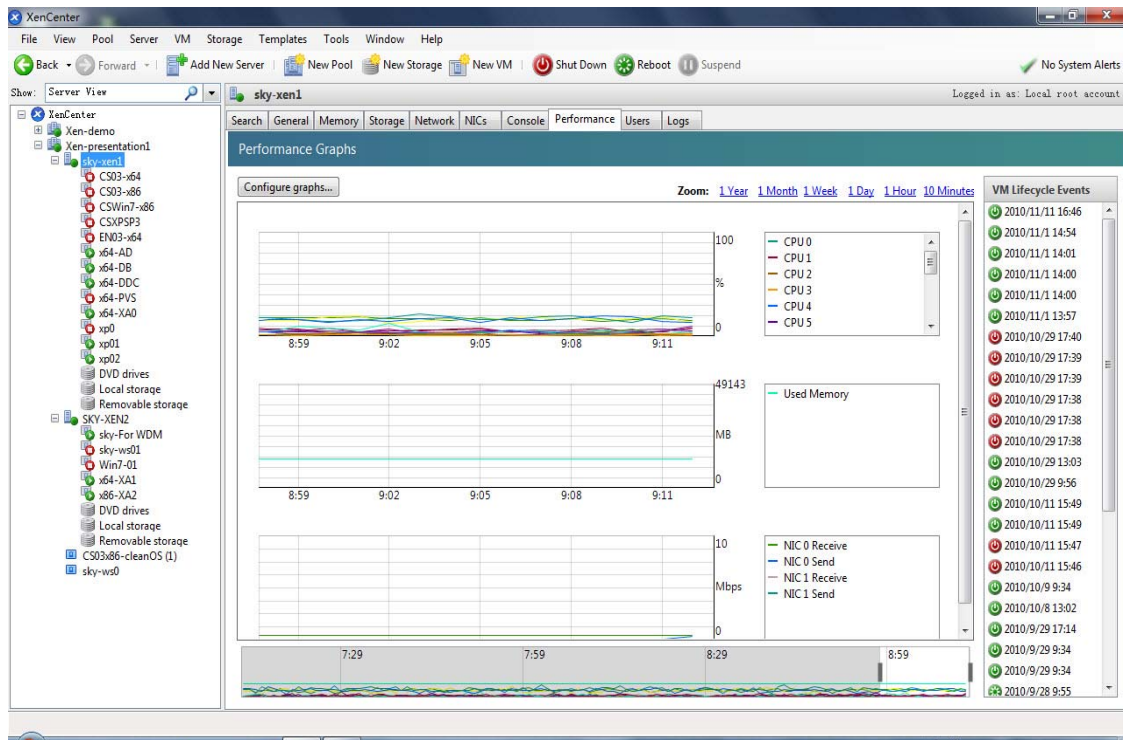 XenCenter
File View Pool Server VM Storage Templates Tools Window Help
Back Forward Add New Server New Pool New Storage New VM Shut Down Reboot Suspend No System Alerts
Show: Server View
sky-xen1 Logged in as: Local root account
XenCenter
Xen-demo
Xen-presentation1
sky-xen1
CS03-x64
CS03-x86
CSWin7-x86
CSXPSP3
EN03-x64
x64-AD
x64-DB
x64-DDC
x64-PVS
x64-XA0
xp0
xp01
xp02
DVD drives
Local storage
Removable storage
SKY-XEN2
sky-For WDM
sky-ws01
Win7-01
x64-XA1
x86-XA2
DVD drives
Local storage
Removable storage
CS03x86-cleanOS (1)
sky-ws0
Search General Memory Storage Network NICs Console Performance Users Logs
Performance Graphs
Configure graphs...
Zoom: 1 Year 1 Month 1 Week 1 Day 1 Hour 10 Minutes
100
%
0
8:59 9:02 9:05 9:08 9:11
CPU 0
CPU 1
CPU 2
CPU 3
CPU 4
CPU 5
49143
MB
0
8:59 9:02 9:05 9:08 9:11
Used Memory
10
Mbps
0
NIC 0 Receive
NIC 0 Send
NIC 1 Receive
NIC 1 Send
7:29 7:59 8:29 8:59
VM Lifecycle Events
2010/11/11 16:46
2010/11/1 14:54
2010/11/1 14:01
2010/11/1 14:00
2010/11/1 14:00
2010/11/1 13:57
2010/10/29 17:40
2010/10/29 17:39
2010/10/29 17:39
2010/10/29 17:38
2010/10/29 17:38
2010/10/29 17:38
2010/10/29 13:03
2010/10/29 9:56
2010/10/11 15:49
2010/10/11 15:49
2010/10/11 15:47
2010/10/11 15:46
2010/10/9 9:34
2010/10/8 13:02
2010/9/29 17:14
2010/9/29 9:34
2010/9/29 9:34
2010/9/28 9:55